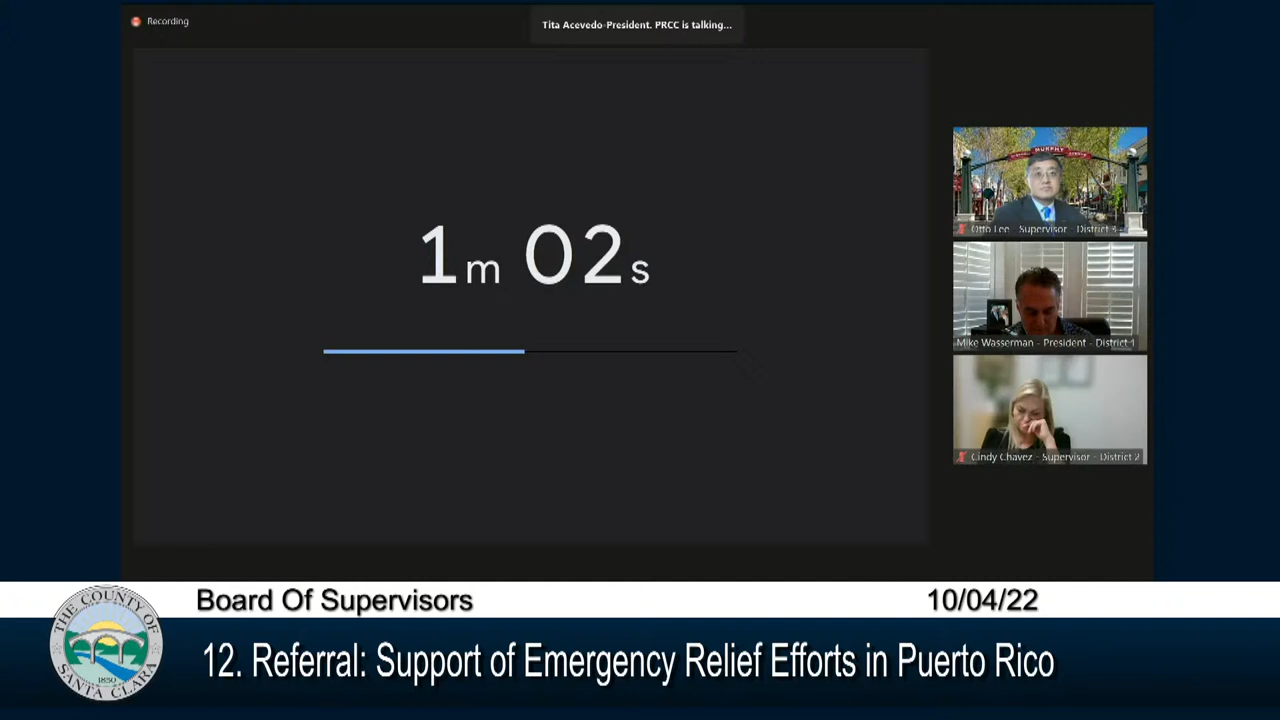 Recording
Tita Acevedo-President. PRCC is talking...
1m 02s
MURPHY
Otto Lee - Supervisor - District 3
Mike Wasserman - President - District 1
Cindy Chavez - Supervisor - District 2
Board Of Supervisors
10/04/22
THE COUNTY OF
SANTA CLARA
1850
12. Referral: Support of Emergency Relief Efforts in Puerto Rico